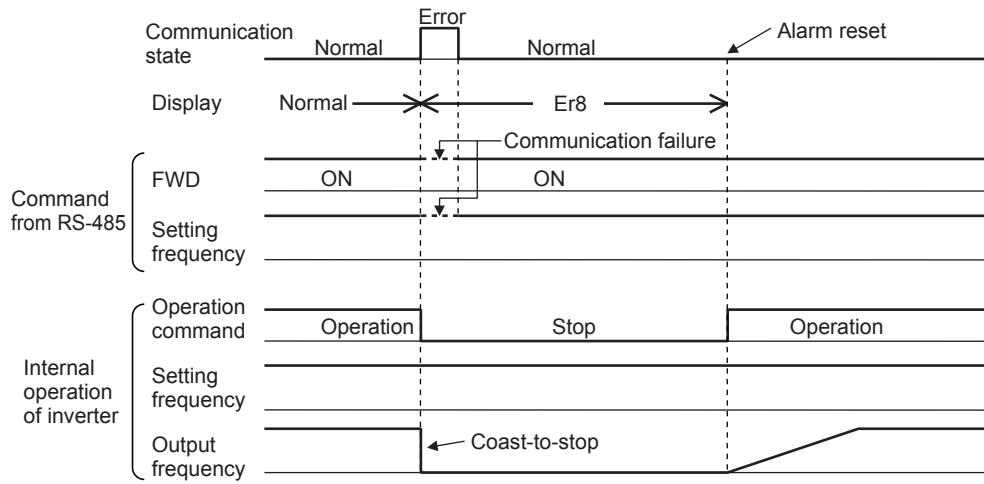 Error
Communication
state
Normal
Normal
Alarm reset
Display
Normal
Er8
Communication failure
Command
from RS-485
FWD
ON
ON
Setting
frequency
Internal
operation
of inverter
Operation
command
Operation
Stop
Operation
Setting
frequency
Output
frequency
Coast-to-stop